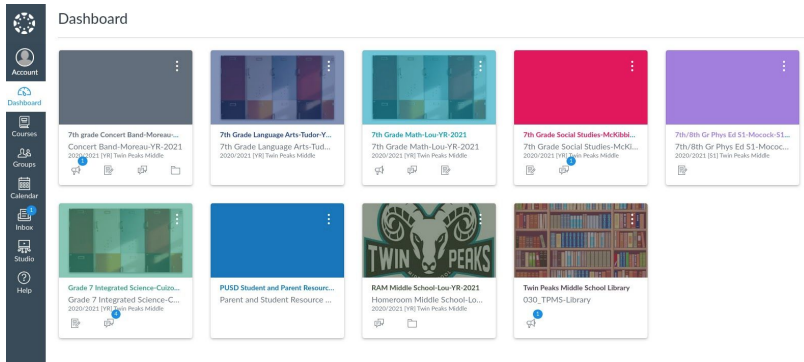 Dashboard
Account
Dashboard
Courses
Groups
Calendar
1
Inbox
Studio
Help
7th grade Concert Band-Moreau-...
Concert Band-Moreau-YR-2021
2020/2021 [YR] Twin Peaks Middle
1
7th Grade Language Arts-Tudor-Y...
7th Grade Language Arts-Tud...
2020/2021 [YR] Twin Peaks Middle
7th Grade Math-Lou-YR-2021
7th Grade Math-Lou-YR-2021
2020/2021 [YR] Twin Peaks Middle
7th Grade Social Studies-McKibbi...
7th Grade Social Studies-McKi...
2020/2021 [YR] Twin Peaks Middle
7th/8th Gr Phys Ed S1-Mocock-S1...
7th/8th Gr Phys Ed S1-Mococ...
2020/2021 [S1] Twin Peaks Middle
Grade 7 Integrated Science-Cuizo...
Grade 7 Integrated Science-C...
2020/2021 [YR] Twin Peaks Middle
4
PUSD Student and Parent Resourc...
Parent and Student Resource ...
TWIN PEAKS
RAM Middle School-Lou-YR-2021
Homeroom Middle School-Lo...
2020/2021 [YR] Twin Peaks Middle
Twin Peaks Middle School Library
030_TPMS-Library
1